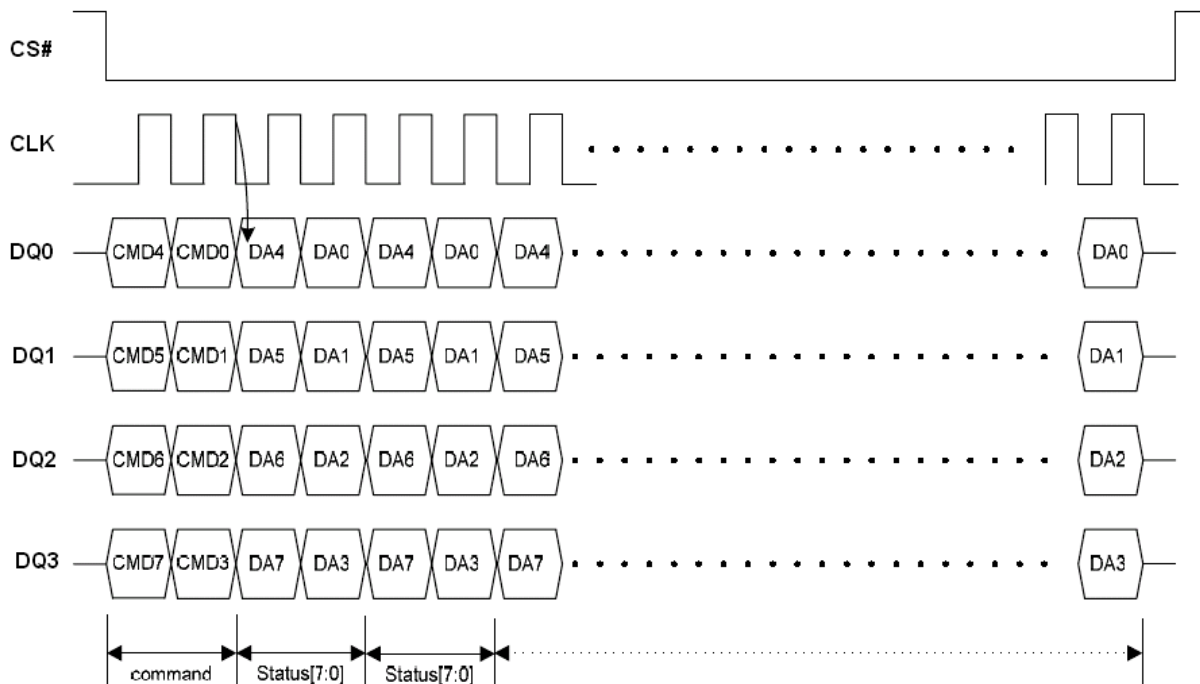 CS#
CLK
DQ0 CMD4 CMD0 DA4 DA0 DA4 DA0 DA4 DA0
DQ1 CMD5 CMD1 DA5 DA1 DA5 DA1 DA5 DA1
DQ2 CMD6 CMD2 DA6 DA2 DA6 DA2 DA6 DA2
DQ3 CMD7 CMD3 DA7 DA3 DA7 DA3 DA7 DA3
command Status[7:0] Status[7:0]